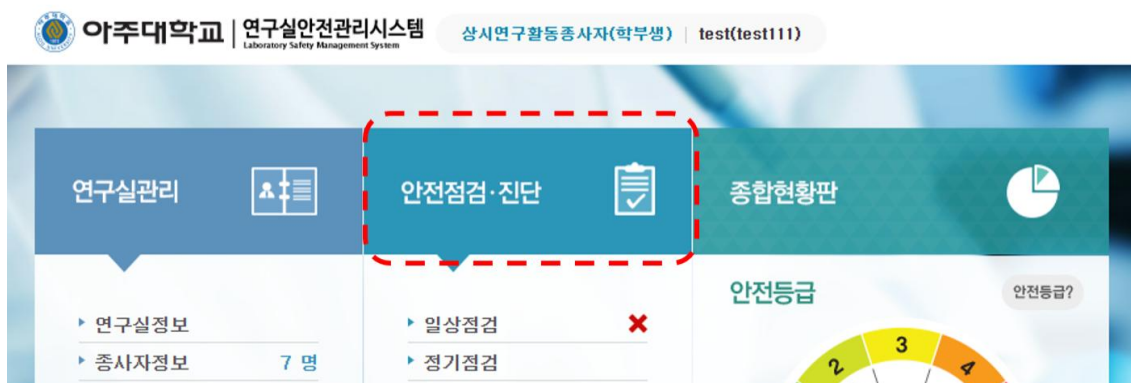 아주대학교 연구실안전관리시스템
Laboratory Safety Management System
상시연구활동종사자(학부생) | test(test111)
연구실관리
안전점검·진단
종합현황판
연구실정보
종사자정보 7 명
일상점검
정기점검
안전등급 안전등급?
2 3 4